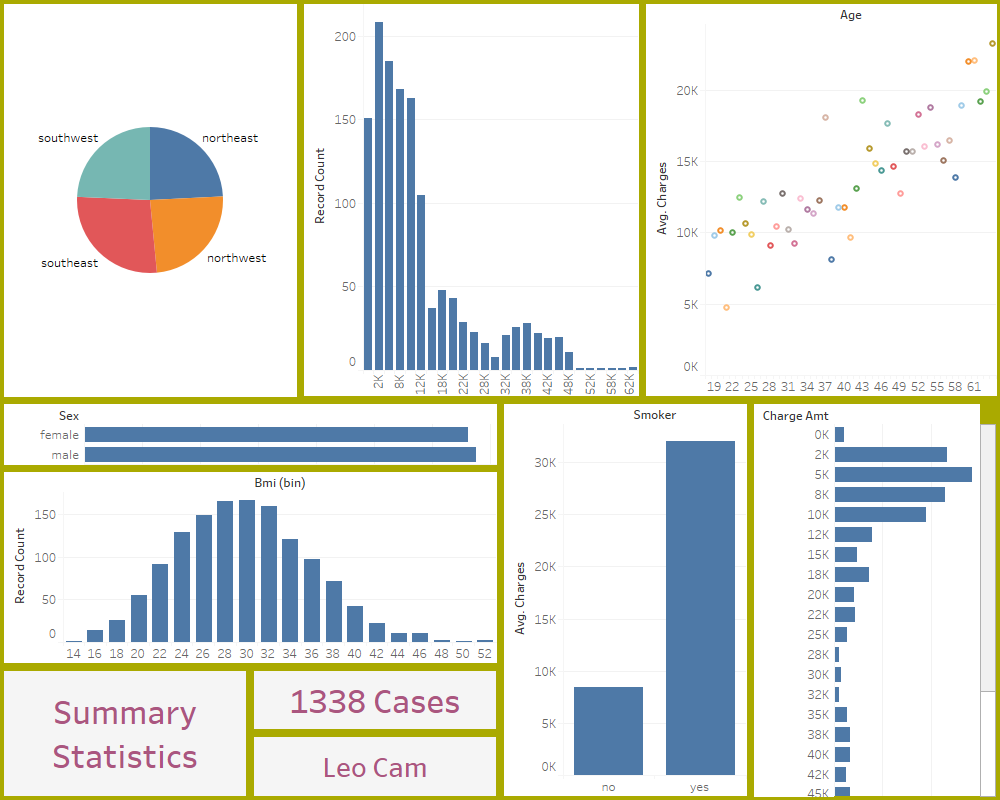 southwest
northeast
southeast
northwest
Record Count
200
150
100
50
0
2K 8K 12K 18K 22K 28K 32K 38K 42K 48K 52K 58K 62K
Age
Avg. Charges
20K
15K
10K
5K
0K
19 22 25 28 31 34 37 40 43 46 49 52 55 58 61
Sex
female
male
Bmi (bin)
Record Count
150
100
50
0
14 16 18 20 22 24 26 28 30 32 34 36 38 40 42 44 46 48 50 52
Summary
Statistics
1338 Cases
Leo Cam
Smoker
Avg. Charges
30K
25K
20K
15K
10K
5K
0K
no yes
Charge Amt
0K
2K
5K
8K
10K
12K
15K
18K
20K
22K
25K
28K
30K
32K
35K
38K
40K
42K
45K